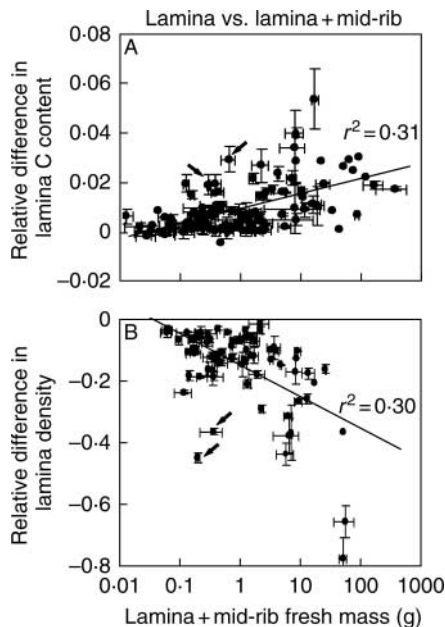 Lamina vs. lamina + mid-rib
A
Relative difference in
lamina C content
0·08
0·06
0·04
0·02
0
−0·02
r² = 0·31
B
Relative difference in
lamina density
0
−0·2
−0·4
−0·6
−0·8
r² = 0·30
0·01 0·1 1 10 100 1000
Lamina + mid-rib fresh mass (g)